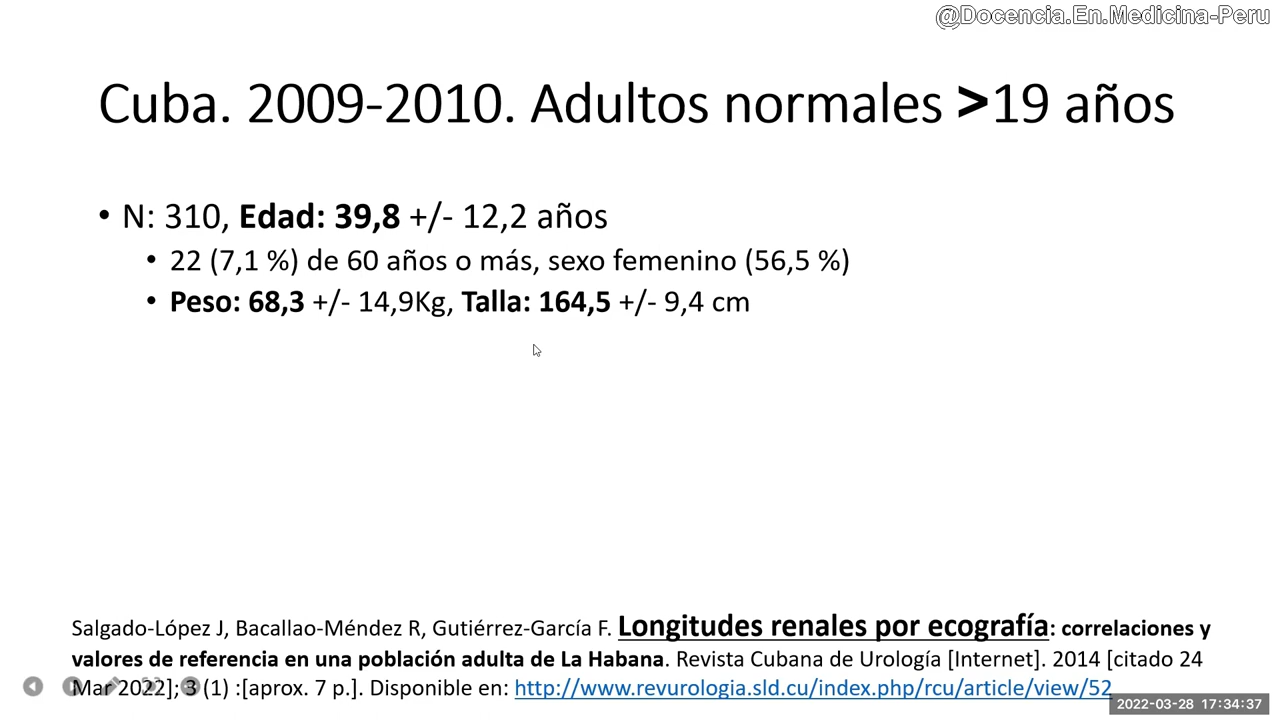 @Docencia.En.Medicina-Peru
Cuba. 2009-2010. Adultos normales >19 años
• N: 310, Edad: 39,8 +/- 12,2 años
• 22 (7,1 %) de 60 años o más, sexo femenino (56,5 %)
• Peso: 68,3 +/- 14,9Kg, Talla: 164,5 +/- 9,4 cm
Salgado-López J, Bacallao-Méndez R, Gutiérrez-García F. Longitudes renales por ecografía: correlaciones y
valores de referencia en una población adulta de La Habana. Revista Cubana de Urología [Internet]. 2014 [citado 24
Mar 2022]; 3 (1) :[aprox. 7 p.]. Disponible en: http://www.revurologia.sld.cu/index.php/rcu/article/view/52
2022-03-28 17:34:37